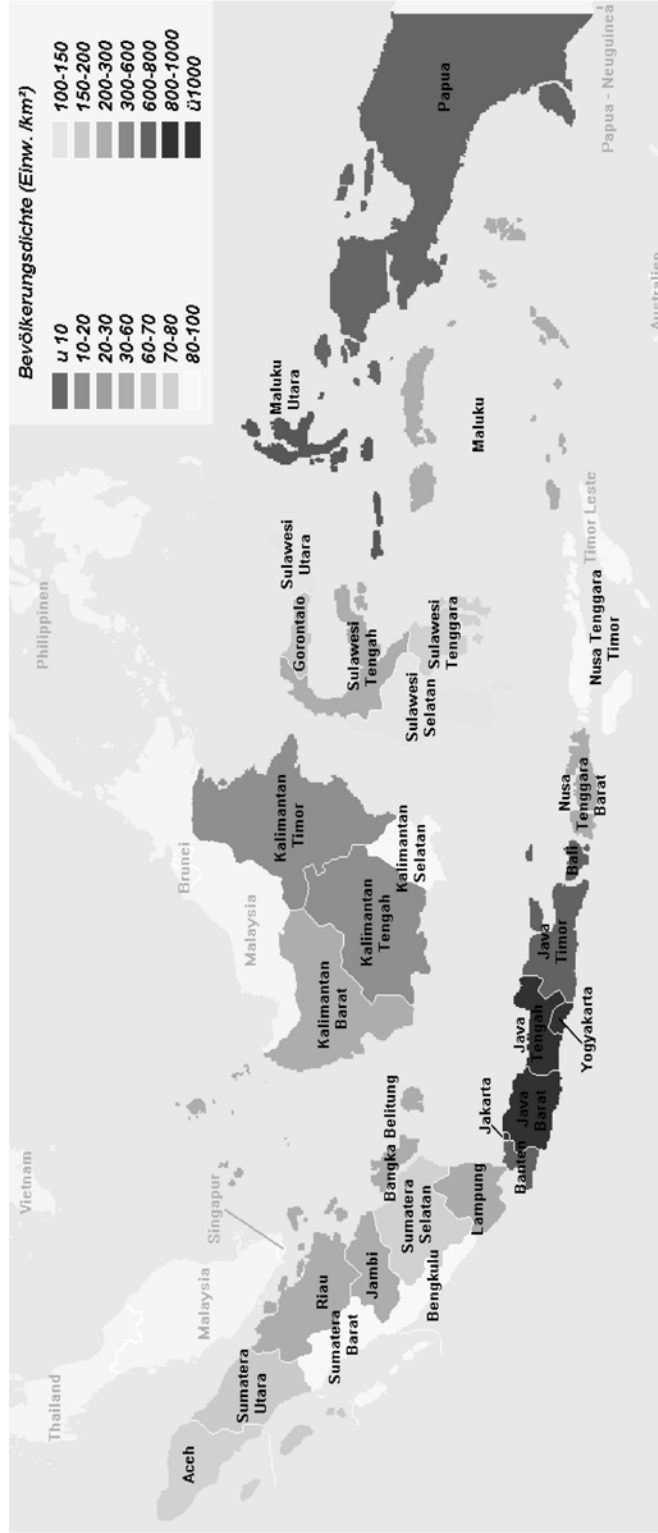 Bevölkerungsdichte (Einw. /km²)
u 10
10-20
20-30
30-60
60-70
70-80
80-100
100-150
150-200
200-300
300-600
600-800
800-1000
ü1000
Thailand
Vietnam
Philippinen
Malaysia
Singapur
Brunei
Malaysia
Aceh
Sumatera
Utara
Riau
Sumatera
Barat
Jambi
Bangka Belitung
Sumatera
Selatan
Bengkulu
Lampung
Kalimantan
Barat
Kalimantan
Tengah
Kalimantan
Timor
Kalimantan
Selatan
Gorontalo
Sulawesi
Utara
Sulawesi
Tengah
Sulawesi
Selatan
Sulawesi
Tenggara
Maluku
Utara
Maluku
Papua
Jakarta
Banten
Java
Barat
Java
Tengah
Yogyakarta
Java
Timor
Bali
Nusa
Tenggara
Barat
Nusa Tenggara
Timor
Timor Leste
Papua - Neuguinea
Australien